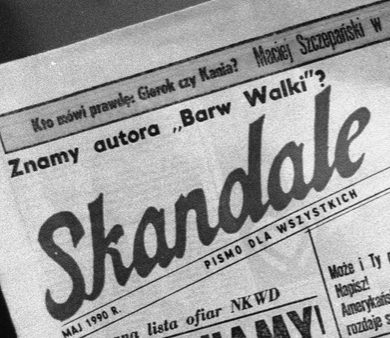 Kto mówi prawdę: Gierek czy Kania? Maciej Szczepański w
Znamy autora „Barw Walki"?
Skandale
PISMO DLA WSZYSTKICH
MAJ 1990 R.
lista ofiar NKWD
Może i Ty
Napisz!
Amerykań
rozdaje s